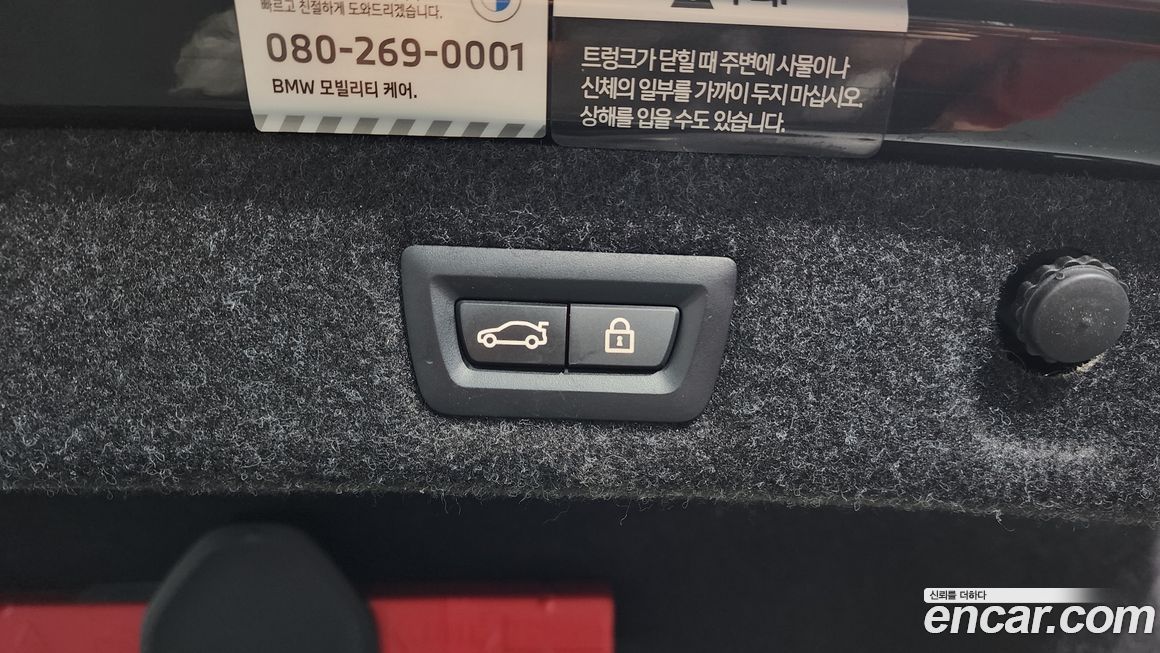 빠르고 친절하게 도와드리겠습니다.
080-269-0001
BMW 모빌리티 케어.
트렁크가 닫힐 때 주변에 사물이나
신체의 일부를 가까이 두지 마십시오.
상해를 입을 수도 있습니다.
신뢰를 더하다
encar.com